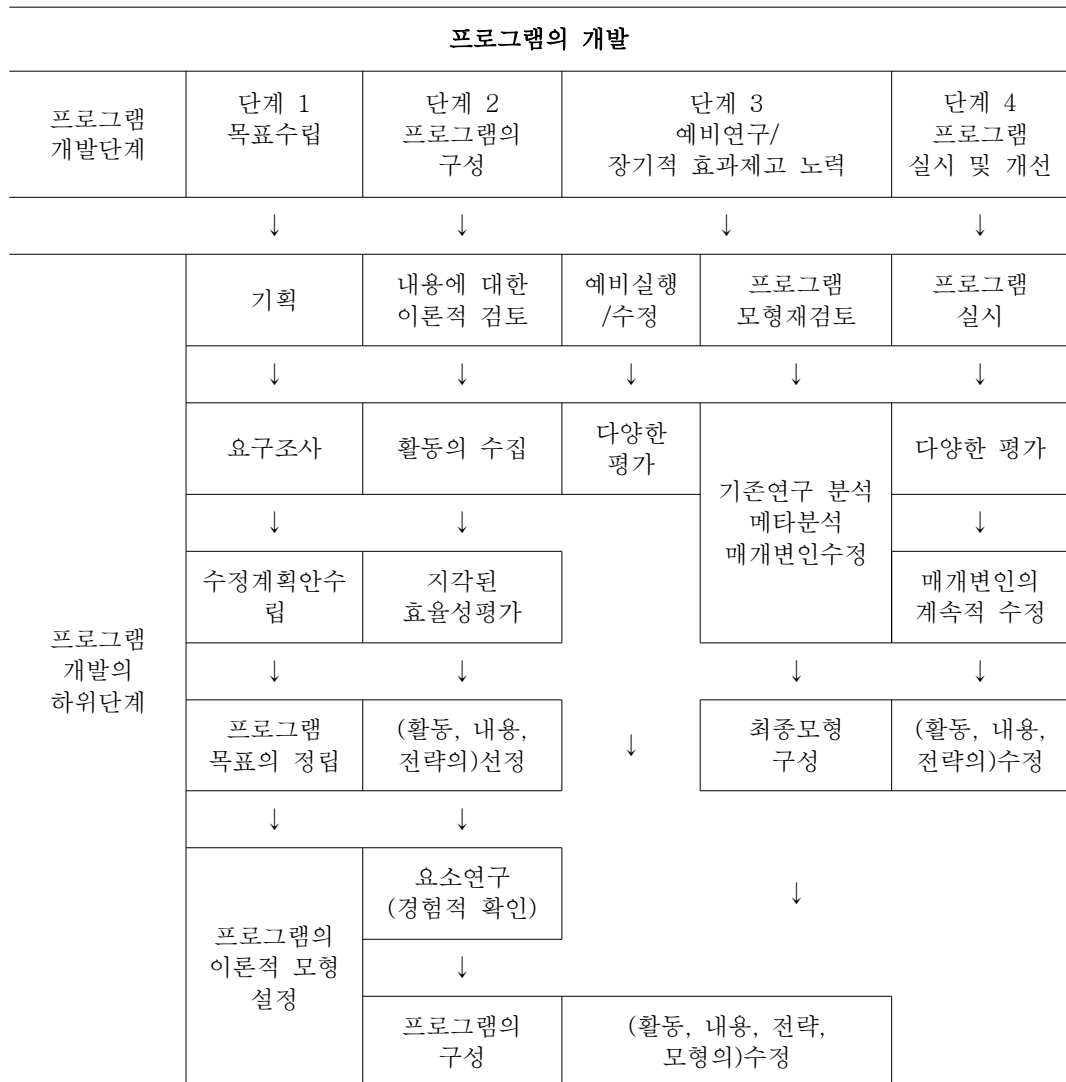 프로그램의 개발
프로그램
개발단계
단계 1
목표수립
단계 2
프로그램의
구성
단계 3
예비연구/
장기적 효과제고 노력
단계 4
프로그램
실시 및 개선
↓ ↓ ↓ ↓
프로그램
개발의
하위단계
기획
내용에 대한
이론적 검토
예비실행
/수정
프로그램
모형재검토
프로그램
실시
↓ ↓ ↓ ↓ ↓
요구조사
활동의 수집
다양한
평가
기존연구 분석
메타분석
매개변인수정
다양한 평가
↓ ↓ ↓
수정계획안수
립
지각된
효율성평가
매개변인의
계속적 수정
↓ ↓ ↓ ↓
프로그램
목표의 정립
(활동, 내용,
전략의)선정
↓
최종모형
구성
(활동, 내용,
전략의)수정
↓ ↓
프로그램의
이론적 모형
설정
요소연구
(경험적 확인)
↓
↓
프로그램의
구성
(활동, 내용, 전략,
모형의)수정